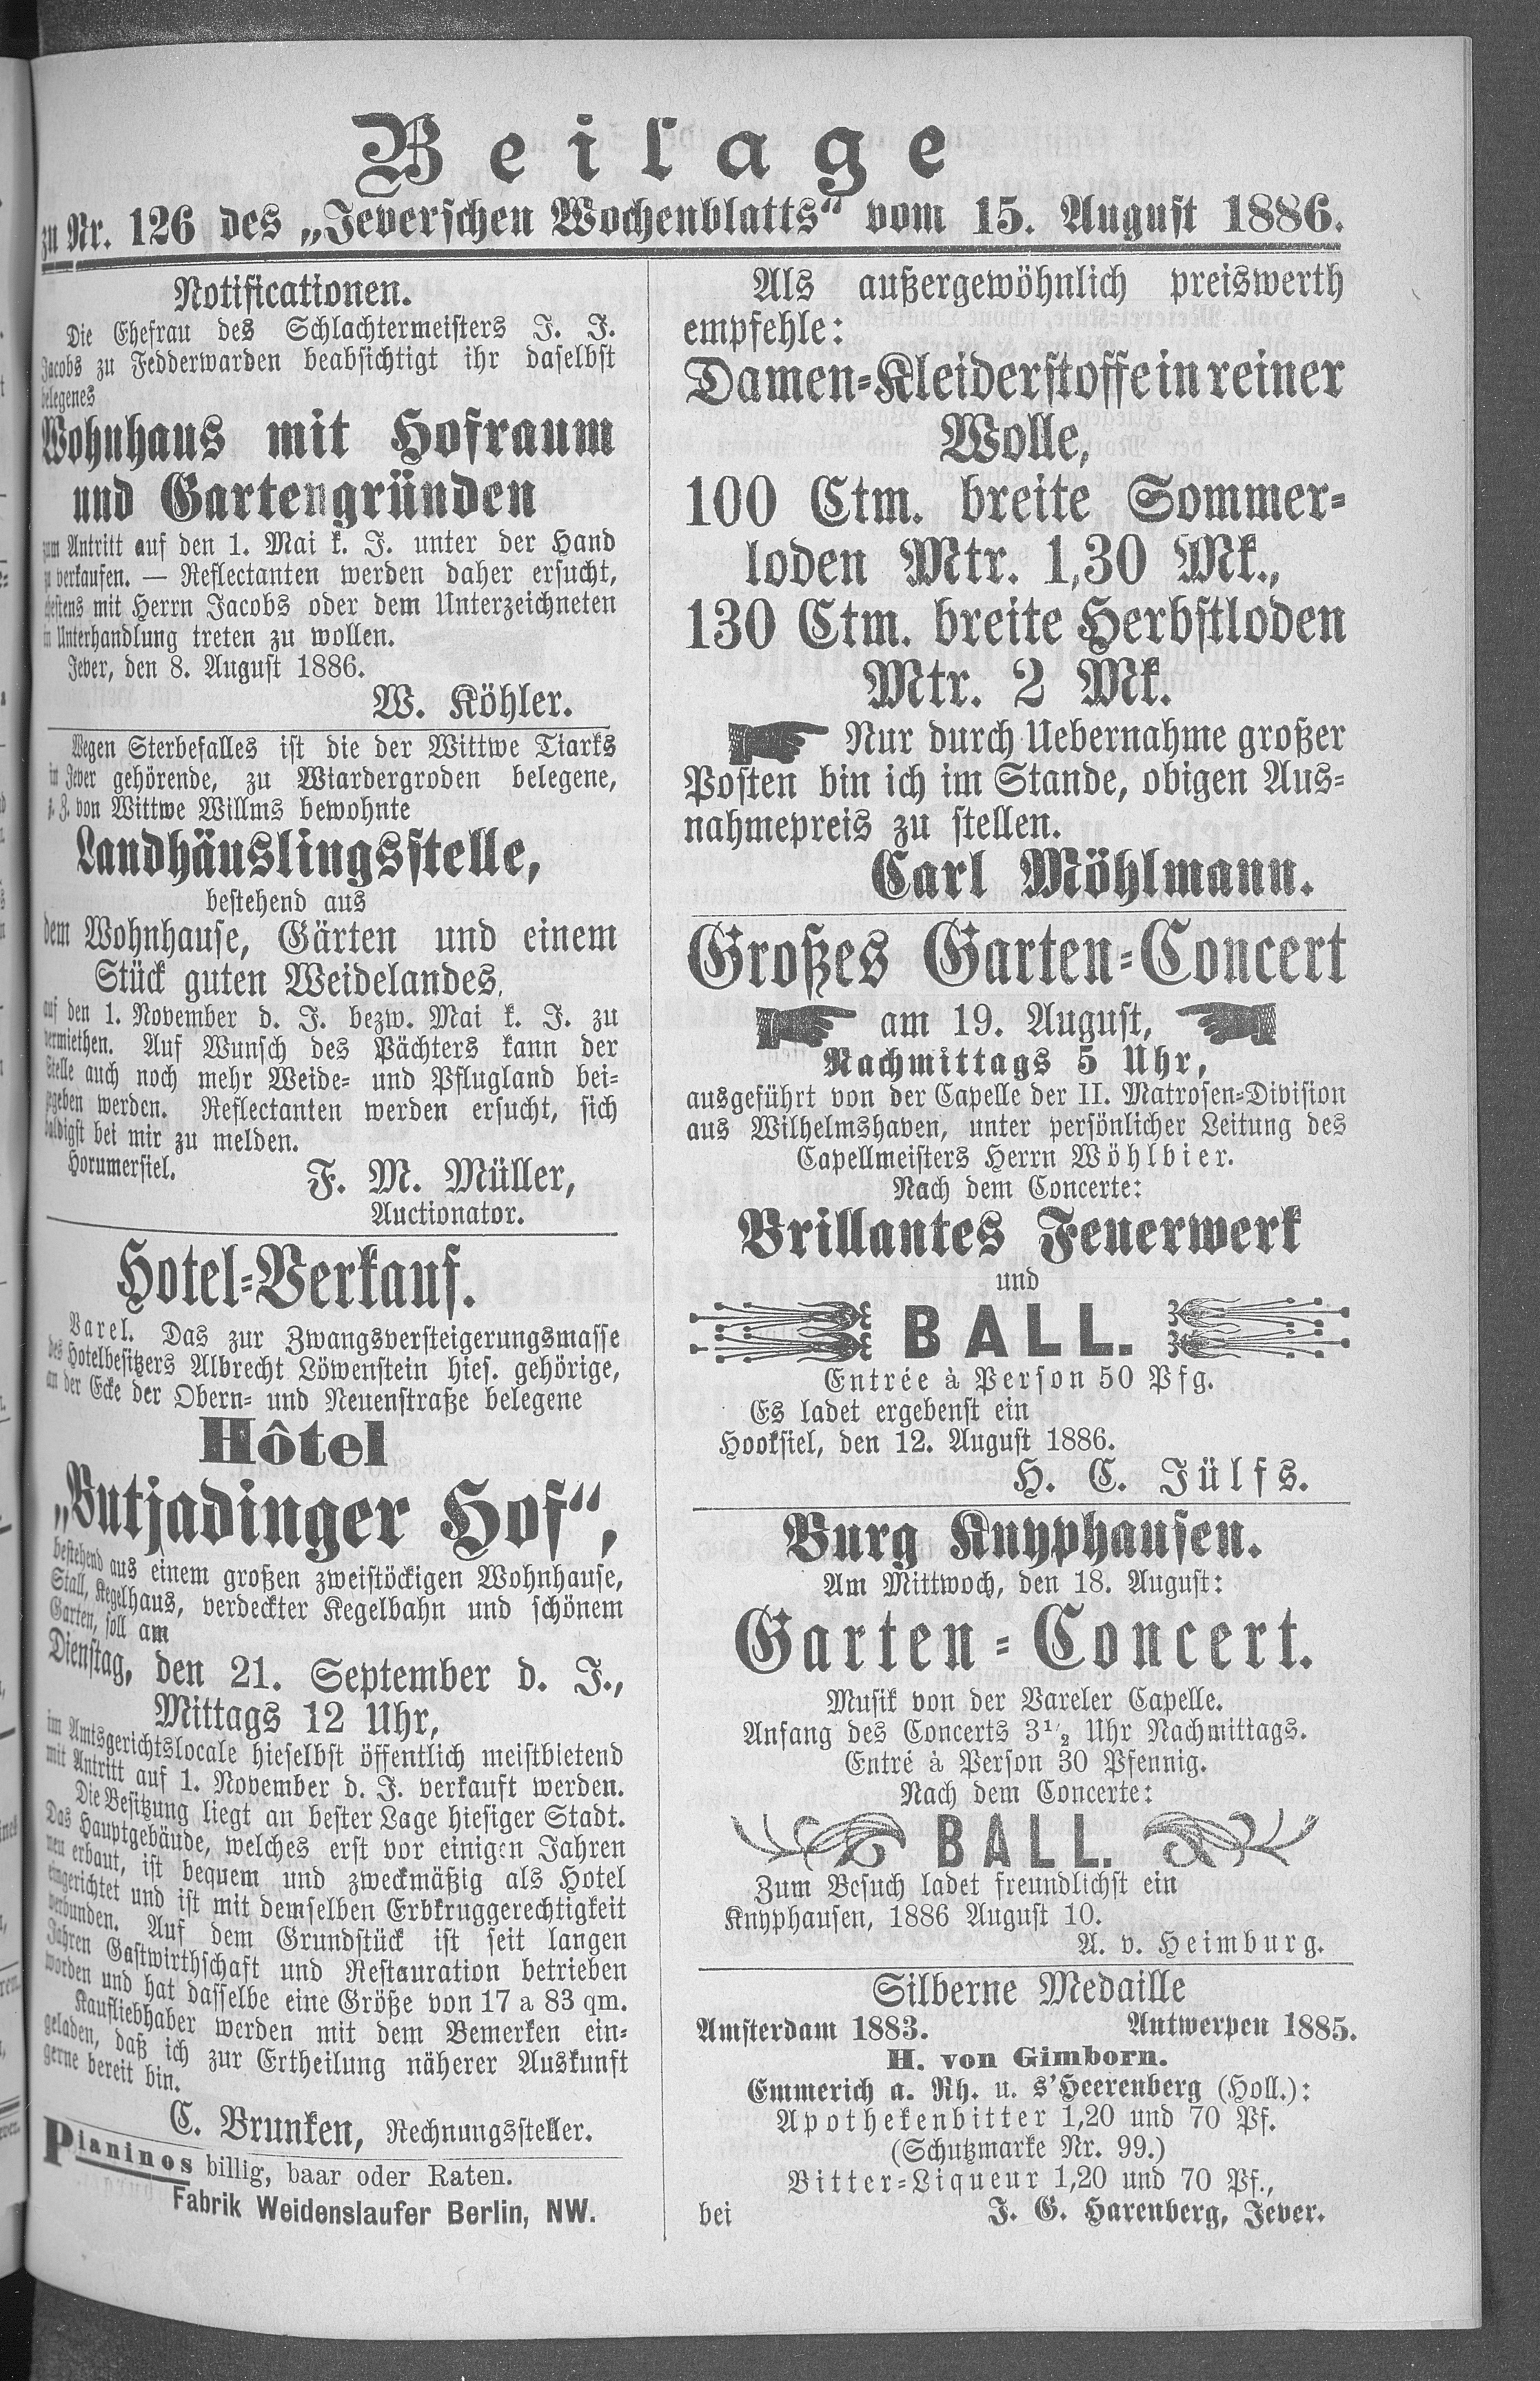 Beilage
zu Nr. 126 des „Jeverschen Wochenblatts“ vom 15. August 1886.
Notificationen.
Die Ehefrau des Schlachtermeisters J. J.
Jacobs zu Fedderwarden beabsichtigt ihr daselbst
belegenes
Wohnhaus mit Hofraum
und Gartengründen
zum Antritt auf den 1. Mai k. J. unter der Hand
zu verkaufen. — Reflectanten werden daher ersucht,
ehestens mit Herrn Jacobs oder dem Unterzeichneten
in Unterhandlung treten zu wollen.
Jever, den 8. August 1886.
W. Köhler.
Wegen Sterbefalles ist die der Wittwe Tiarks
in Jever gehörende, zu Wiardergroden belegene,
z. Z. von Wittwe Willms bewohnte
Landhäuslingsstelle,
bestehend aus
dem Wohnhause, Gärten und einem
Stück guten Weidelandes,
auf den 1. November d. J. bezw. Mai k. J. zu
vermiethen. Auf Wunsch des Pächters kann der
Stelle auch noch mehr Weide- und Pflugland bei-
gegeben werden. Reflectanten werden ersucht, sich
baldigst bei mir zu melden.
Horumersiel.
F. M. Müller,
Auctionator.
Hotel-Verkauf.
Varel. Das zur Zwangsversteigerungsmasse
des Hotelbesitzers Albrecht Löwenstein hies. gehörige,
an der Ecke der Obern- und Neuenstraße belegene
Hôtel
„Butjadinger Hof“,
bestehend aus einem großen zweistöckigen Wohnhause,
Stall, Kegelhaus, verdeckter Kegelbahn und schönem
Garten, soll am
Dienstag, den 21. September d. J.,
Mittags 12 Uhr,
im Amtsgerichtslocale hieselbst öffentlich meistbietend
mit Antritt auf 1. November d. J. verkauft werden.
Die Besitzung liegt an bester Lage hiesiger Stadt.
Das Hauptgebäude, welches erst vor einigen Jahren
neu erbaut, ist bequem und zweckmäßig als Hotel
eingerichtet und ist mit demselben Erbkruggerechtigkeit
verbunden. Auf dem Grundstück ist seit langen
Jahren Gastwirthschaft und Restauration betrieben
worden und hat dasselbe eine Größe von 17 a 83 qm.
Kaufliebhaber werden mit dem Bemerken ein-
geladen, daß ich zur Ertheilung näherer Auskunft
gerne bereit bin.
C. Brunken, Rechnungssteller.
Pianinos billig, baar oder Raten.
Fabrik Weidenslaufer Berlin, NW.
Als außergewöhnlich preiswerth
empfehle:
Damen-Kleiderstoffe in reiner
Wolle,
100 Ctm. breite Sommer-
loden Mtr. 1,30 Mk.,
130 Ctm. breite Herbstloden
Mtr. 2 Mk.
Nur durch Uebernahme großer
Posten bin ich im Stande, obigen Aus-
nahmepreis zu stellen.
Carl Möhlmann.
Großes Garten-Concert
am 19. August,
Nachmittags 5 Uhr,
ausgeführt von der Capelle der II. Matrosen-Division
aus Wilhelmshaven, unter persönlicher Leitung des
Capellmeisters Herrn Wöhlbier.
Nach dem Concerte:
Brillantes Feuerwerk
und
BALL.
Entrée à Person 50 Pfg.
Es ladet ergebenst ein
Hooksiel, den 12. August 1886.
H. C. Jülfs.
Burg Knyphausen.
Am Mittwoch, den 18. August:
Garten-Concert.
Musik von der Vareler Capelle.
Anfang des Concerts 3½ Uhr Nachmittags.
Entré à Person 30 Pfennig.
Nach dem Concerte:
BALL.
Zum Besuch ladet freundlichst ein
Knyphausen, 1886 August 10.
A. v. Heimburg.
Silberne Medaille
Amsterdam 1883. Antwerpen 1885.
H. von Gimborn.
Emmerich a. Rh. u. s'Heerenberg (Holl.):
Apothekenbitter 1,20 und 70 Pf.
(Schutzmarke Nr. 99.)
Bitter-Liqueur 1,20 und 70 Pf.,
bei J. G. Harenberg, Jever.